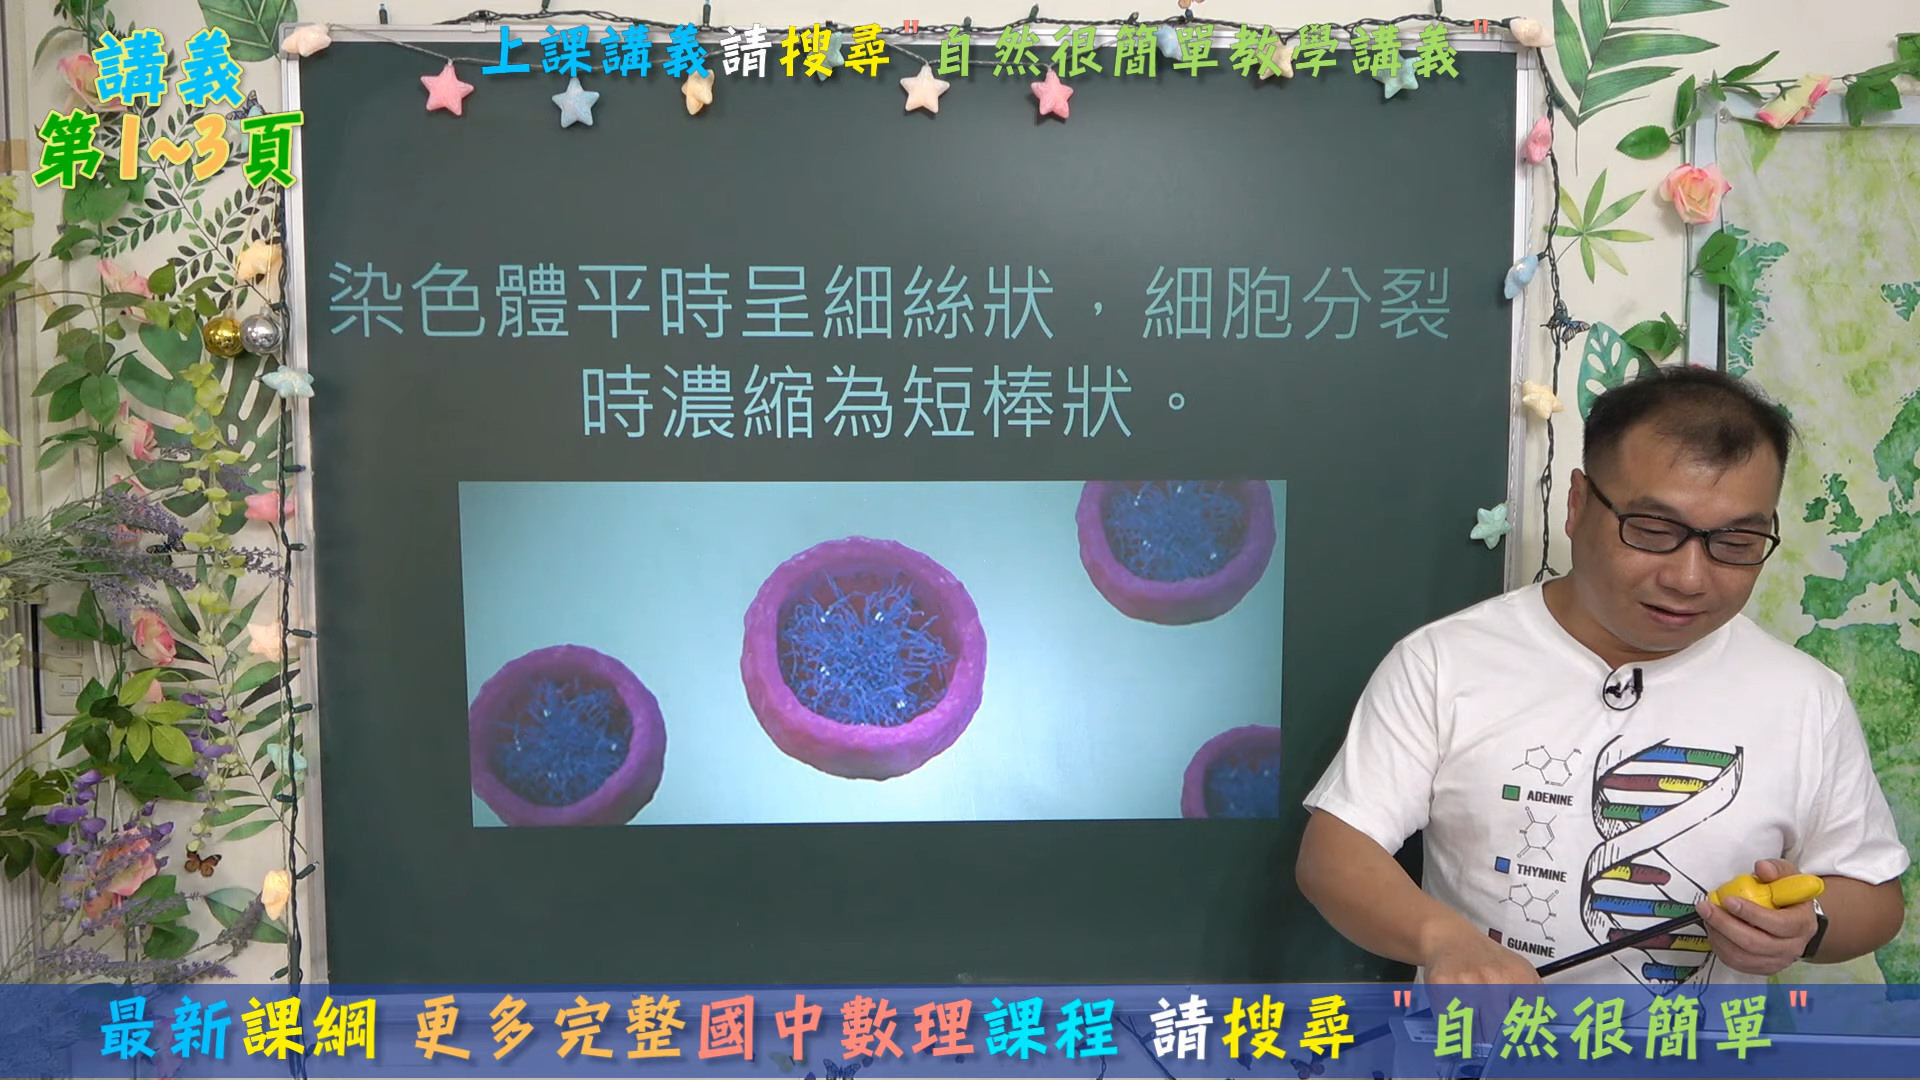 上課講義請搜尋"自然很簡單教學講義"
講義
第1~3頁
染色體平時呈細絲狀，細胞分裂
時濃縮為短棒狀。
ADENINE
THYMINE
GUANINE
最新課綱 更多完整國中數理課程 請搜尋 "自然很簡單"